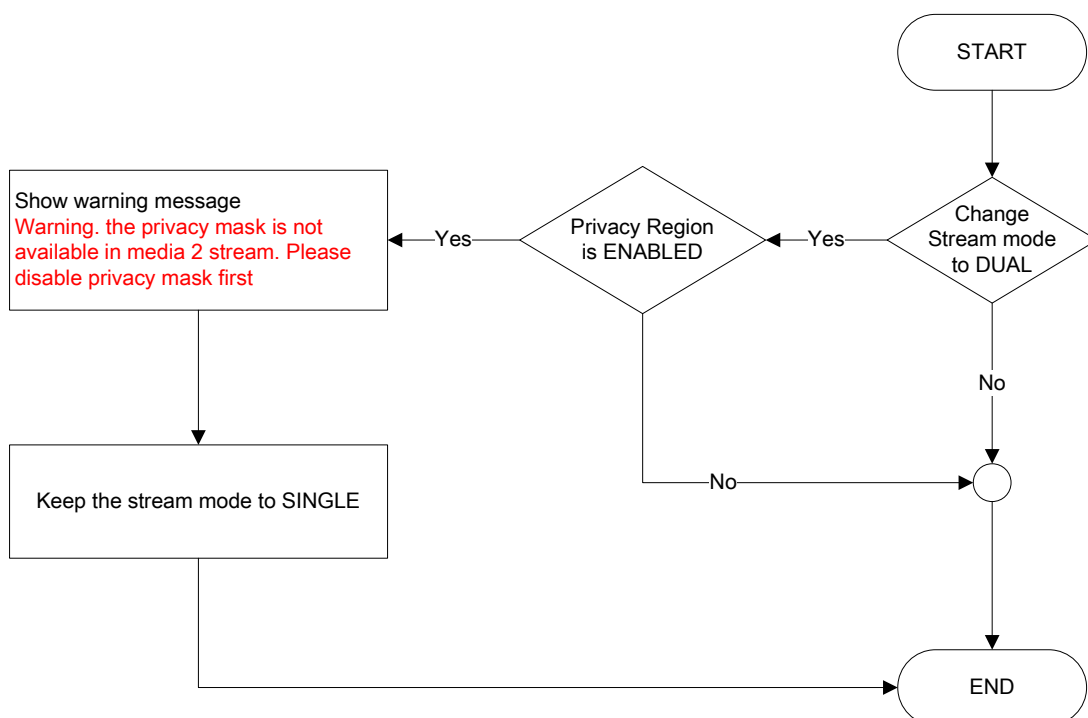 START
Change
Stream mode
to DUAL
Yes
Privacy Region
is ENABLED
Yes
Show warning message
Warning. the privacy mask is not
available in media 2 stream. Please
disable privacy mask first
No
No
Keep the stream mode to SINGLE
END